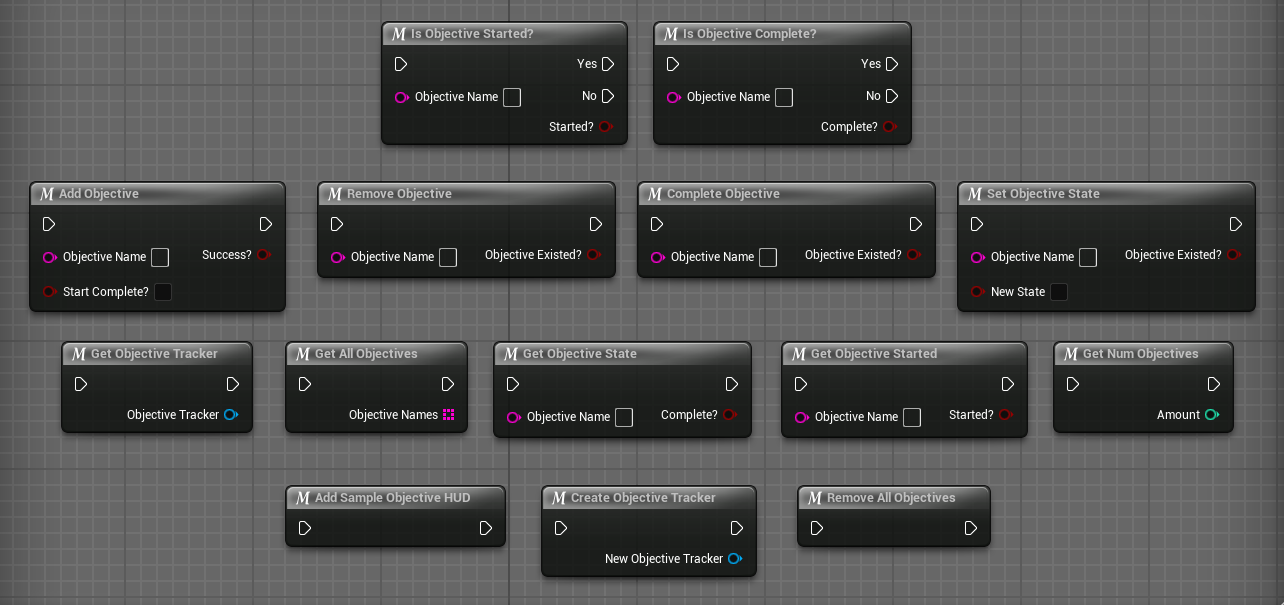 M Is Objective Started?
M Is Objective Complete?
Yes
Yes
Objective Name
No
Objective Name
No
Started?
Complete?
M Add Objective
M Remove Objective
M Complete Objective
M Set Objective State
Objective Name
Success?
Objective Name
Objective Existed?
Objective Name
Objective Existed?
Objective Name
Objective Existed?
Start Complete?
New State
M Get Objective Tracker
M Get All Objectives
M Get Objective State
M Get Objective Started
M Get Num Objectives
Objective Tracker
Objective Names
Objective Name
Complete?
Objective Name
Started?
Amount
M Add Sample Objective HUD
M Create Objective Tracker
M Remove All Objectives
New Objective Tracker